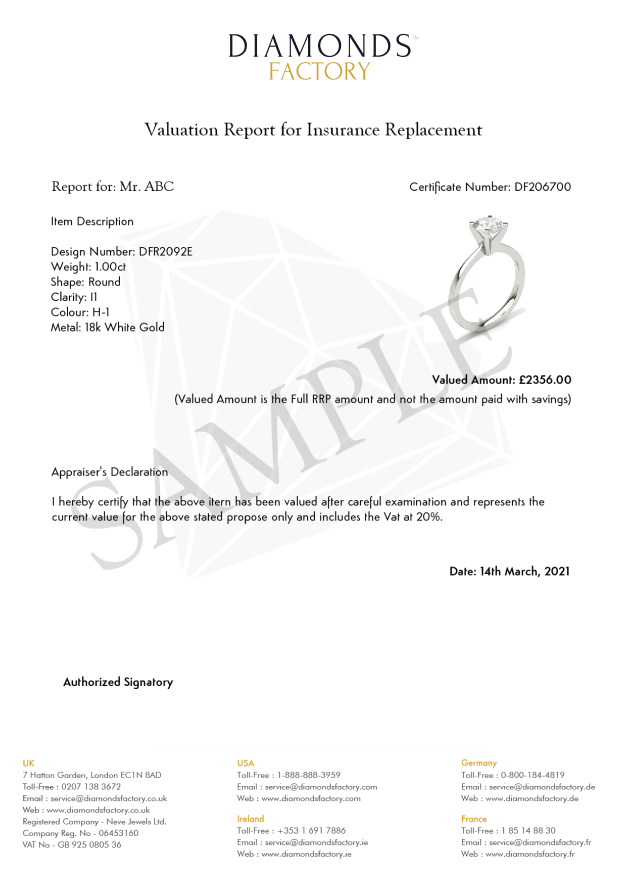 DIAMONDS™
FACTORY
Valuation Report for Insurance Replacement
Report for: Mr. ABC
Certificate Number: DF206700
Item Description
Design Number: DFR2092E
Weight: 1.00ct
Shape: Round
Clarity: I1
Colour: H-1
Metal: 18k White Gold
SAMPLE
Valued Amount: £2356.00
(Valued Amount is the Full RRP amount and not the amount paid with savings)
Appraiser's Declaration
I hereby certify that the above item has been valued after careful examination and represents the
current value for the above stated propose only and includes the Vat at 20%.
Date: 14th March, 2021
Authorized Signatory
UK
7 Hatton Garden, London EC1N 8AD
Toll-Free : 0207 138 3672
Email : service@diamondsfactory.co.uk
Web : www.diamondsfactory.co.uk
Registered Company - Neve Jewels Ltd.
Company Reg. No - 06453160
VAT No - GB 925 0805 36
USA
Toll-Free : 1-888-888-3959
Email : service@diamondsfactory.com
Web : www.diamondsfactory.com
Ireland
Toll-Free : +353 1 691 7886
Email : service@diamondsfactory.ie
Web : www.diamondsfactory.ie
Germany
Toll-Free : 0-800-184-4819
Email : service@diamondsfactory.de
Web : www.diamondsfactory.de
France
Toll-Free : 1 85 14 88 30
Email : service@diamondsfactory.fr
Web : www.diamondsfactory.fr